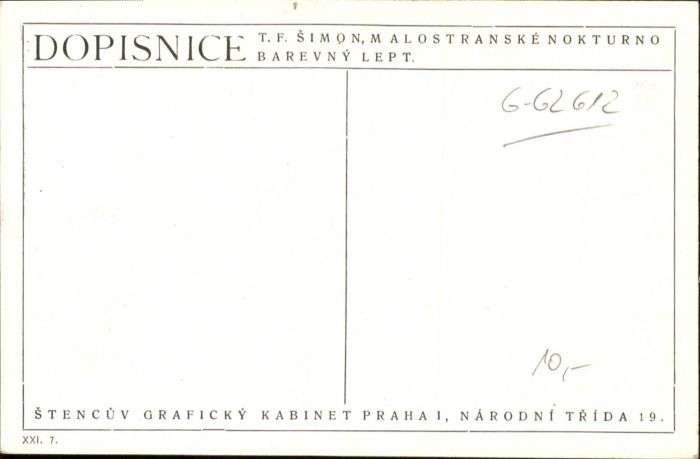 DOPISNICE
T. F. ŠIMON, MALOSTRANSKÉ NOKTURNO
BAREVNÝ LEPT.
6-62612
10,-
ŠTENCŮV GRAFICKÝ KABINET PRAHA I, NÁRODNÍ TŘÍDA 19.
XXI. 7.